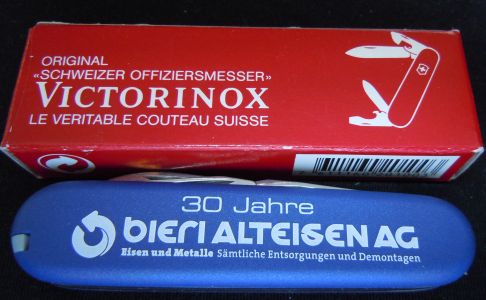 ORIGINAL
«SCHWEIZER OFFIZIERSMESSER»
VICTORINOX
LE VERITABLE COUTEAU SUISSE
30 Jahre
BIERI ALTEISEN AG
Eisen und Metalle Sämtliche Entsorgungen und Demontagen